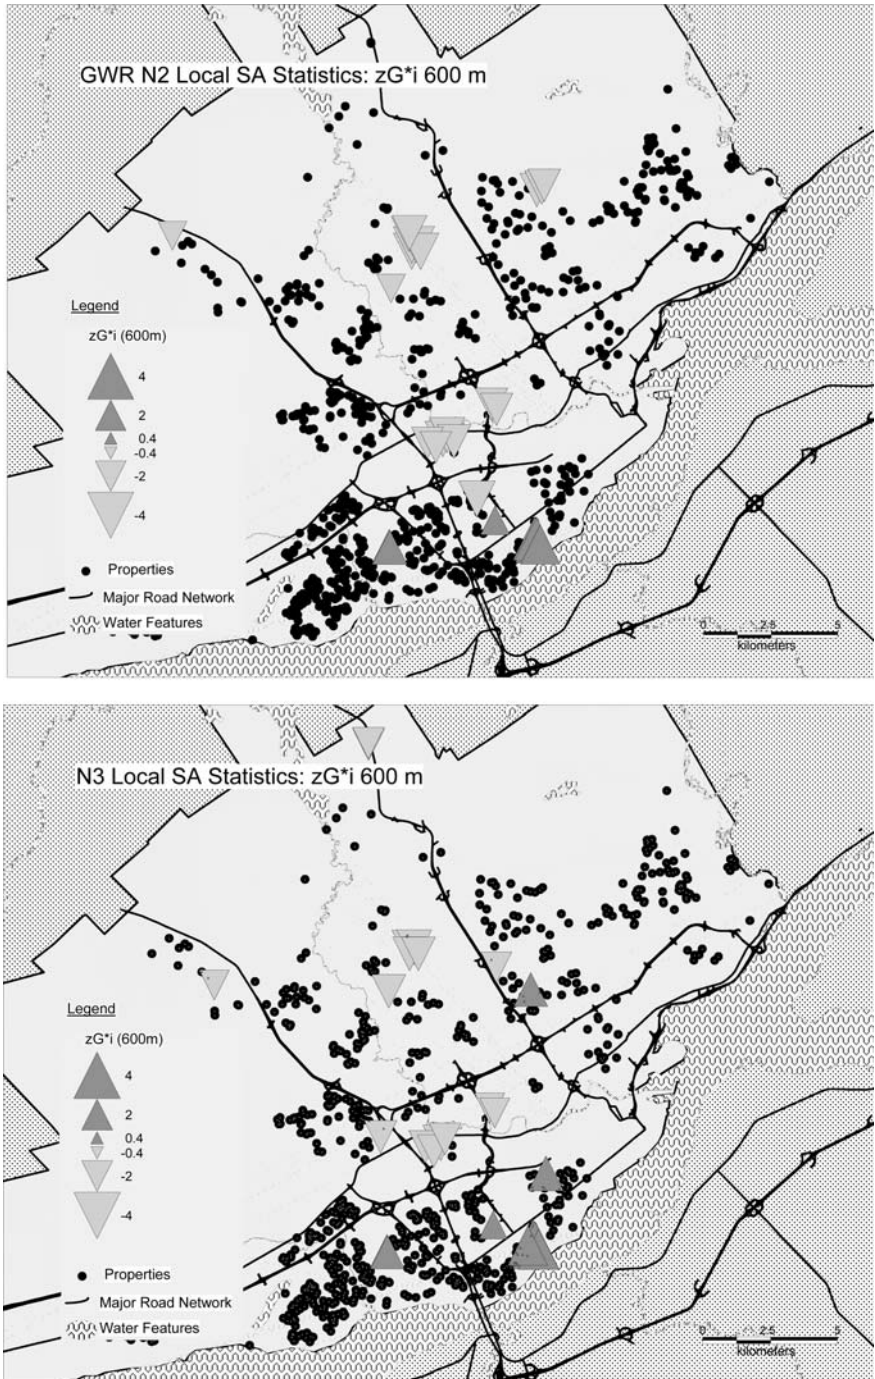 GWR N2 Local SA Statistics: zG*i 600 m
Legend
zG*i (600m)
4
2
0.4
-0.4
-2
-4
Properties
Major Road Network
Water Features
0 2.5 5
kilometers
N3 Local SA Statistics: zG*i 600 m
Legend
zG*i (600m)
4
2
0.4
-0.4
-2
-4
Properties
Major Road Network
Water Features
0 2.5 5
kilometers